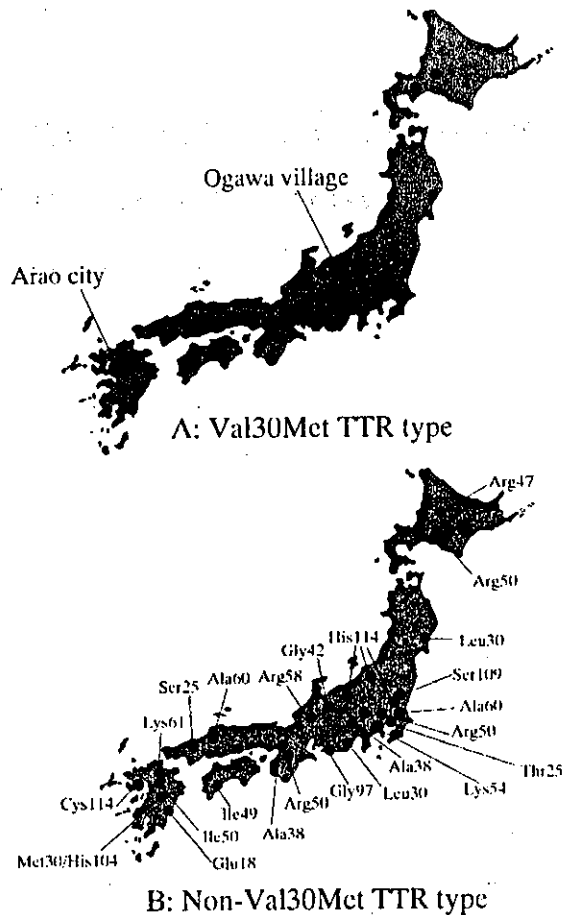 Ogawa village
Arao city
A: Val30Met TTR type
Arg47
Arg50
His114
Leu30
Gly42
Ser109
Arg58
Ala60
Ser25
Ala60
Lys61
Arg50
Thr25
Ala38
Lys54
Cys114
Gly97
Leu30
Arg50
Ile49
Ala38
Ile50
Met30/His104
Glu18
B: Non-Val30Met TTR type